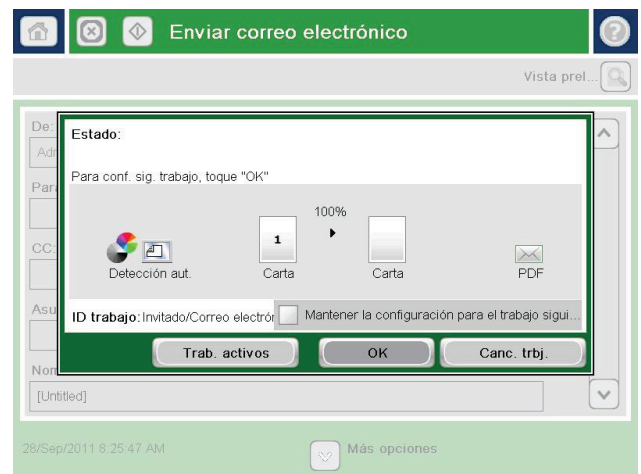 Enviar correo electrónico
Vista prel...
De:
Estado:
Adr
Para conf. sig. trabajo, toque "OK"
Para
100%
1
CC:
Detección aut.
Carta
Carta
PDF
Asu
ID trabajo: Invitado/Correo electrór
Mantener la configuración para el trabajo sigui...
Trab. activos
OK
Canc. trbj.
Nom
[Untitled]
28/Sep/2011 8:25:47 AM
Más opciones